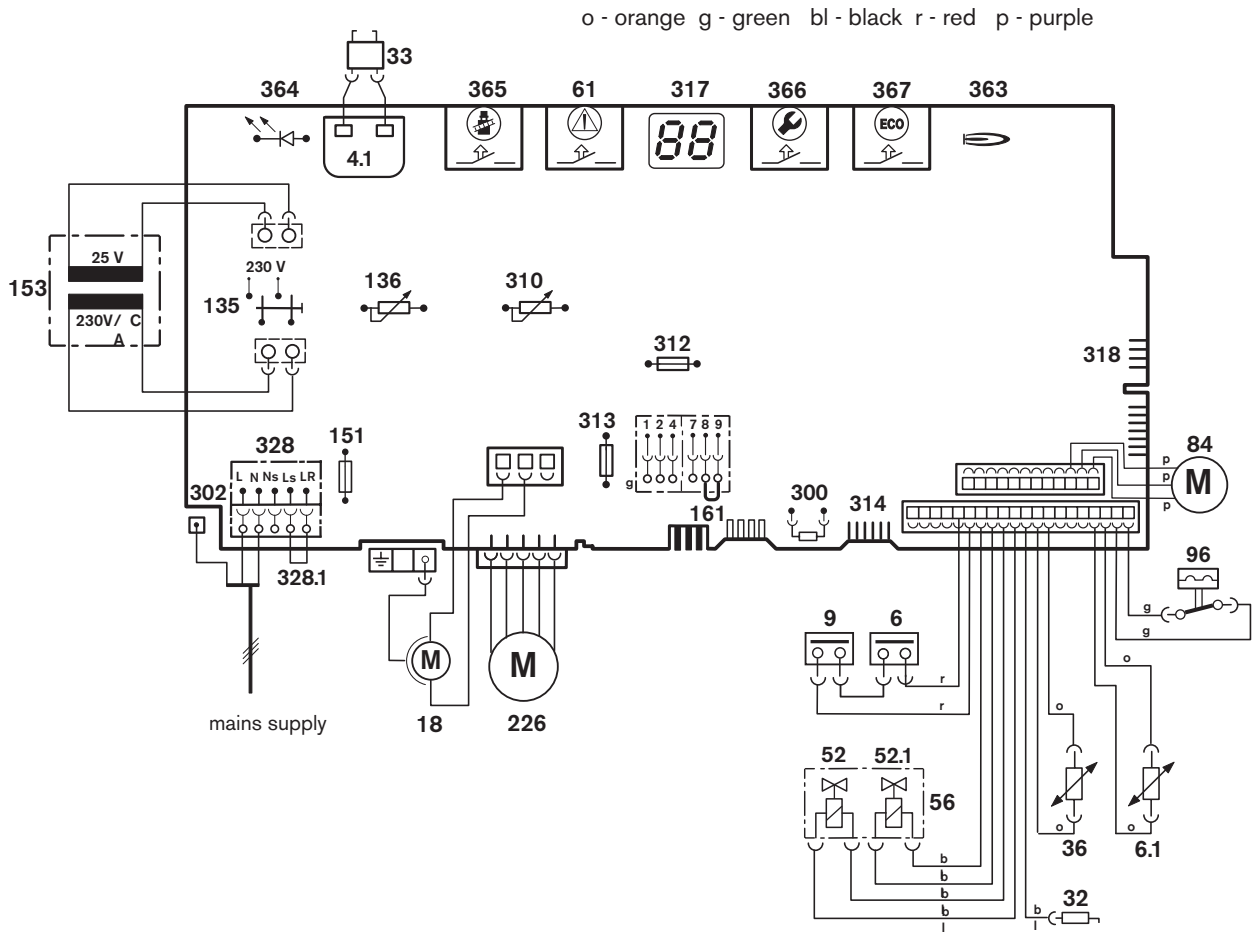 o - orange g - green bl - black r - red p - purple
33
364
365
61
317
366
367
363
4.1
88
ECO
25 V
153
230V/ C
A
230 V
135
136
310
312
318
313
1 2 4 7 8 9
g
328
L N Ns Ls LR
151
302
161
300
314
84
p
M
p
p
328.1
96
g
g
9
6
r
r
o
mains supply
M
18
M
226
o
52
52.1
56
o
36
o
6.1
b
b
b
b
l
b
l
32